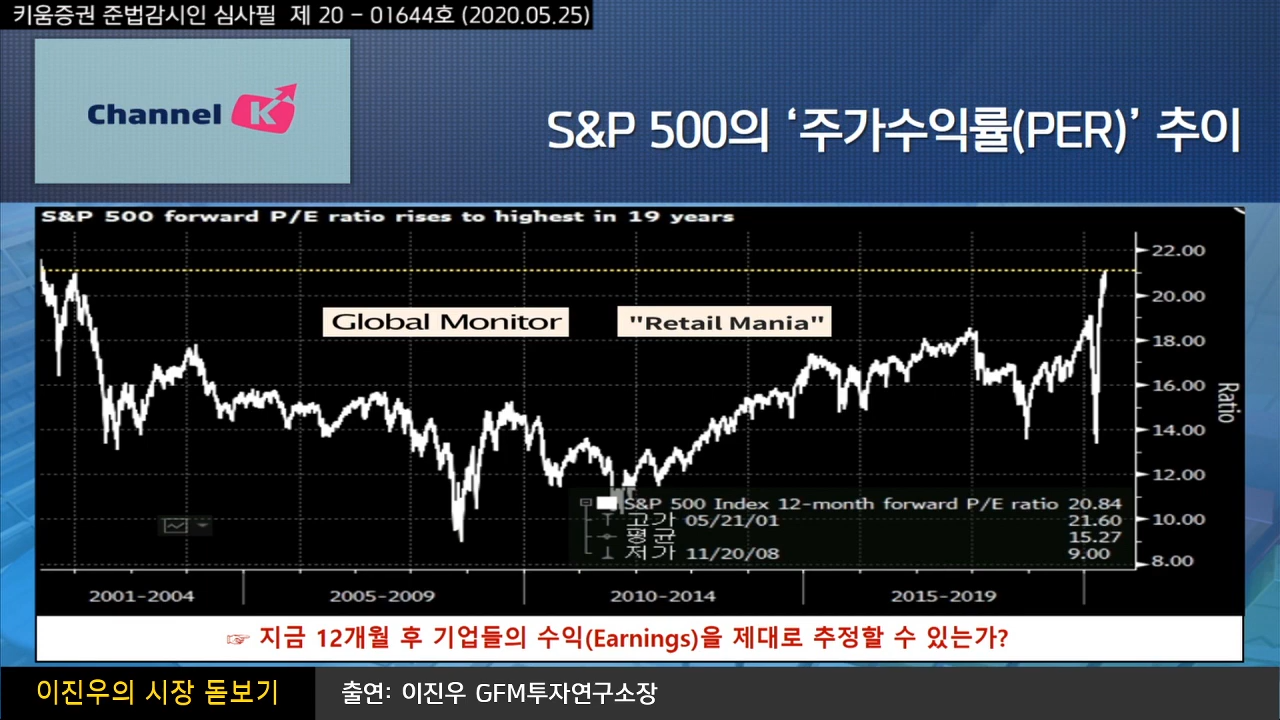 키움증권 준법감시인 심사필 제 20 - 01644호 (2020.05.25)
Channel K
S&P 500의 ‘주가수익률(PER)’ 추이
S&P 500 forward P/E ratio rises to highest in 19 years
Global Monitor
"Retail Mania"
22.00
20.00
18.00
16.00
14.00
12.00
10.00
8.00
Ratio
S&P 500 Index 12-month forward P/E ratio 20.84
고가 05/21/01 21.60
평균 15.27
저가 11/20/08 9.00
2001-2004 2005-2009 2010-2014 2015-2019
☞ 지금 12개월 후 기업들의 수익(Earnings)을 제대로 추정할 수 있는가?
이진우의 시장 돋보기
출연: 이진우 GFM투자연구소장